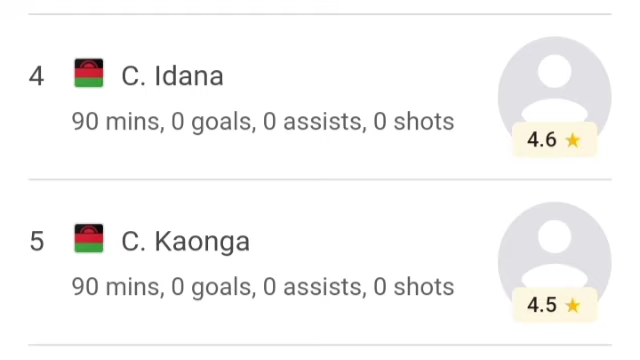 4 C. Idana
90 mins, 0 goals, 0 assists, 0 shots
4.6 ★
5 C. Kaonga
90 mins, 0 goals, 0 assists, 0 shots
4.5 ★